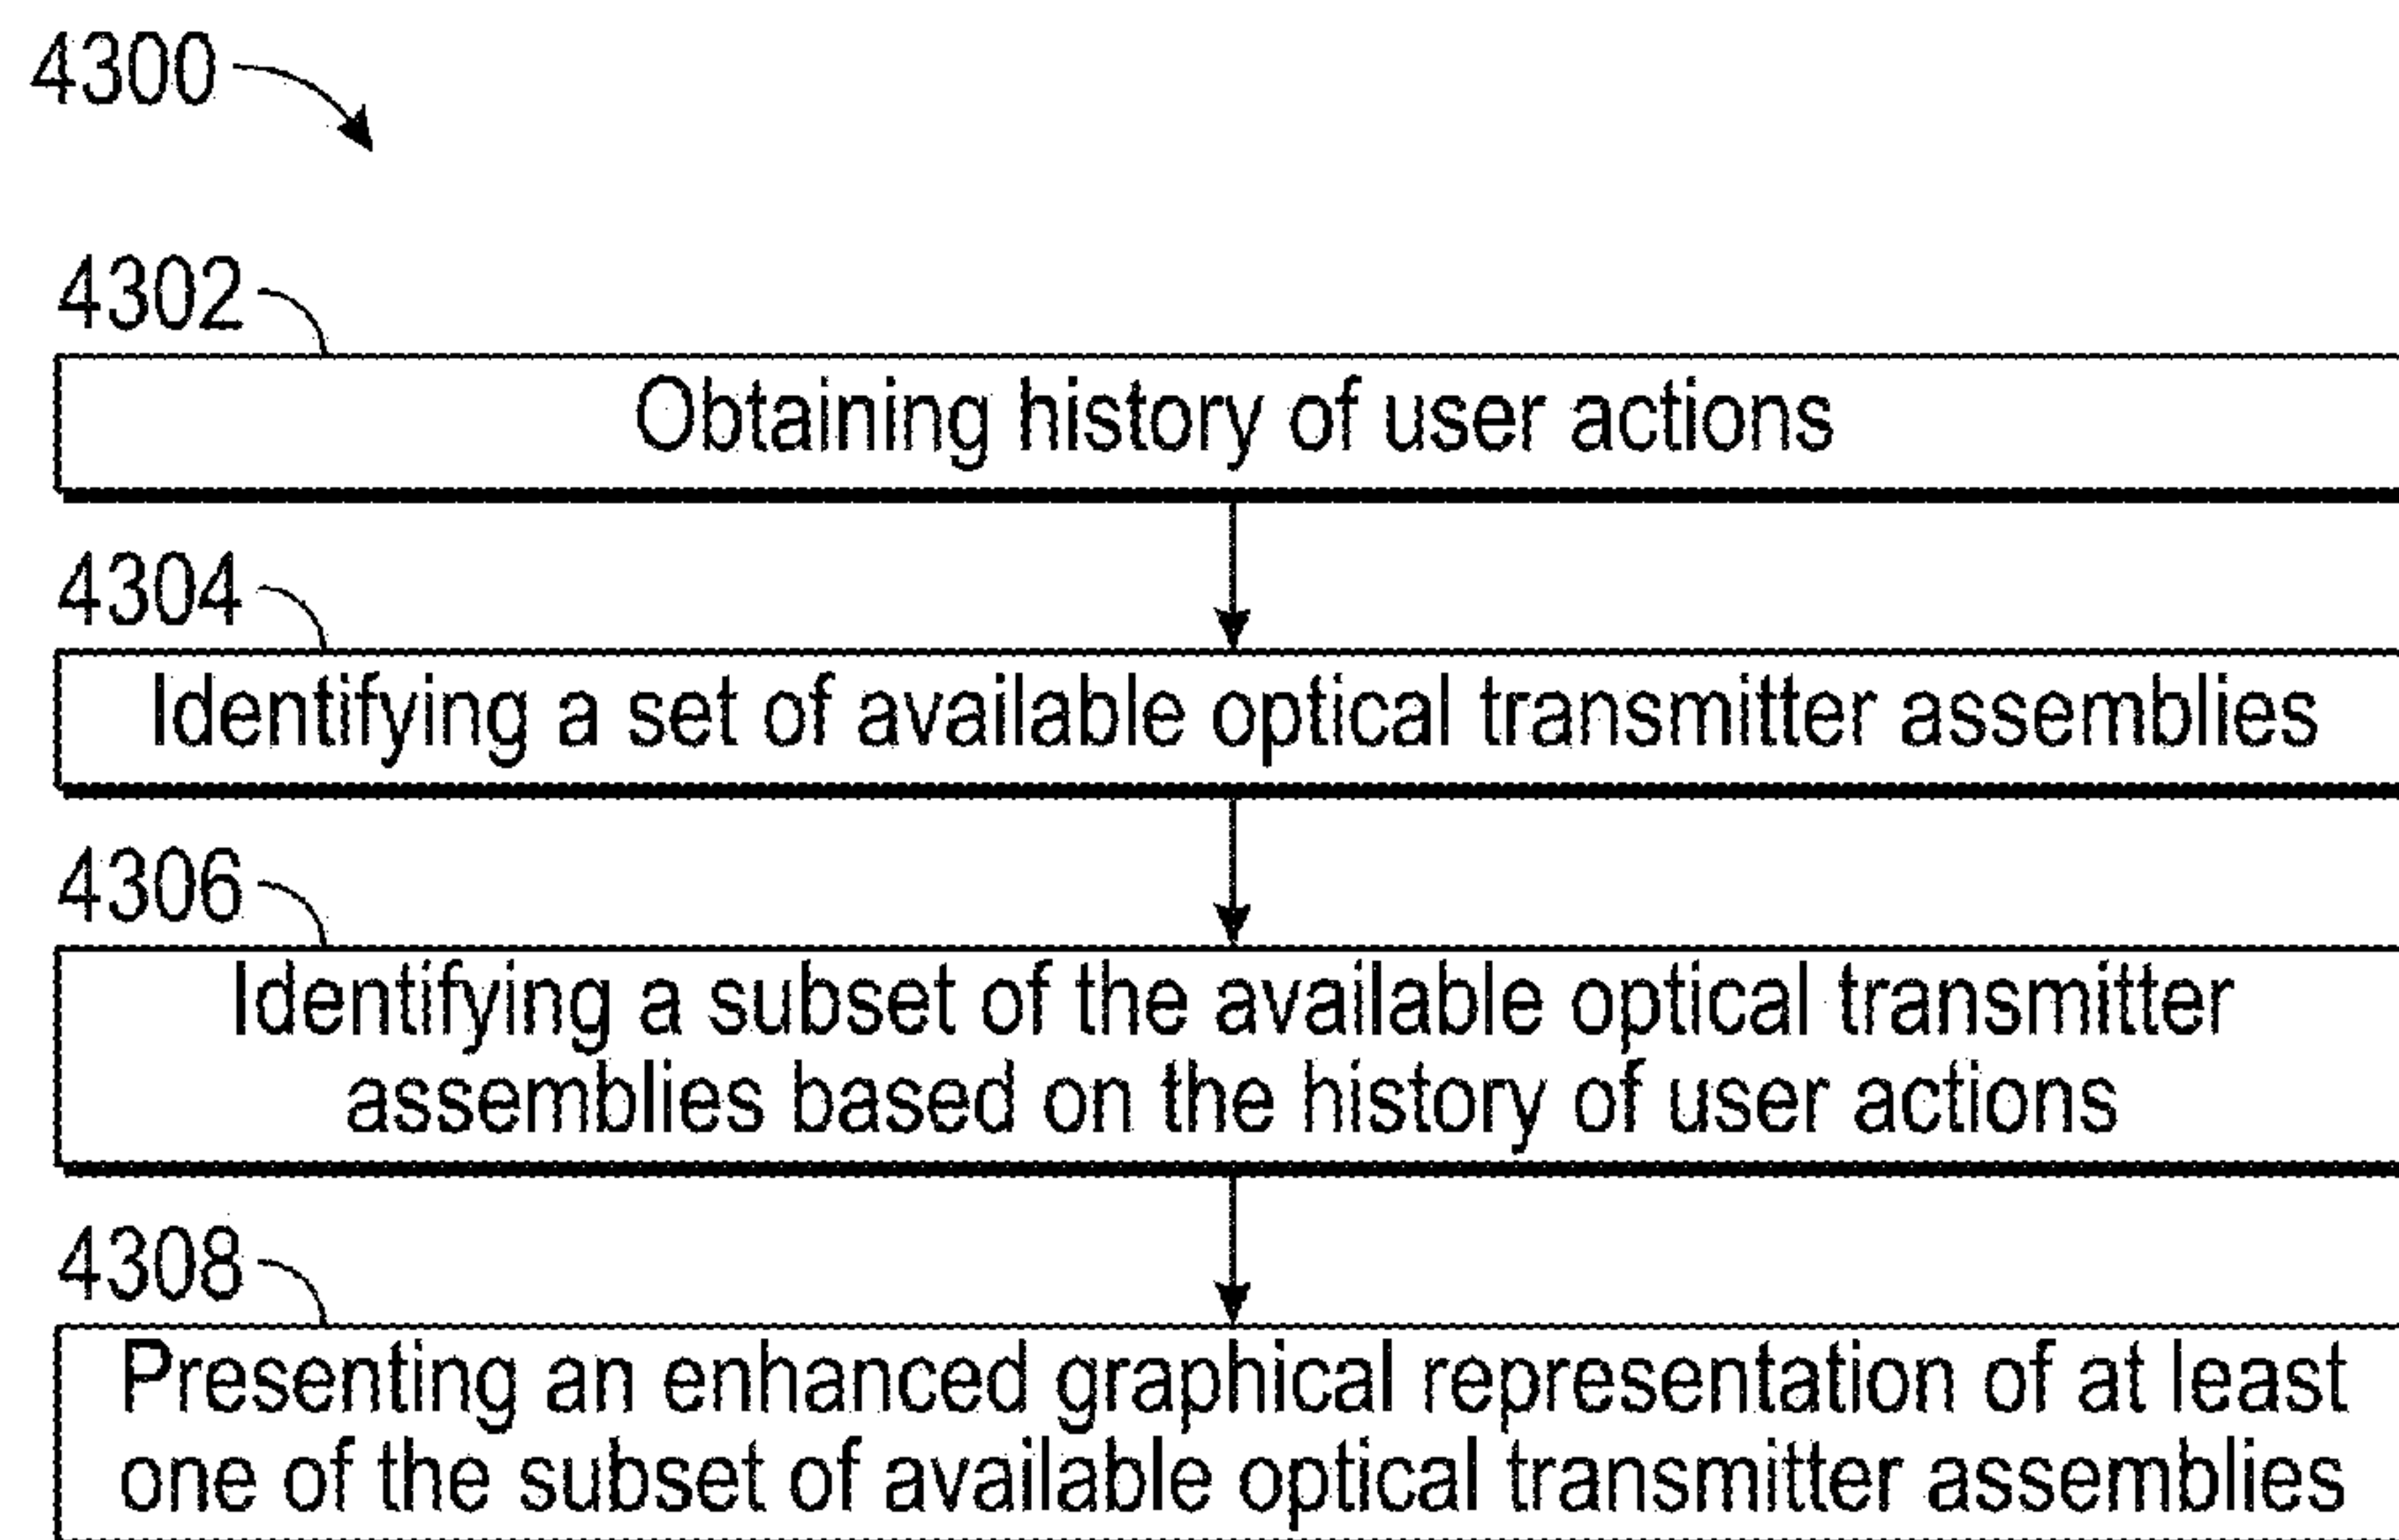 4300
4302
Obtaining history of user actions
4304
Identifying a set of available optical transmitter assemblies
4306
Identifying a subset of the available optical transmitter
assemblies based on the history of user actions
4308
Presenting an enhanced graphical representation of at least
one of the subset of available optical transmitter assemblies